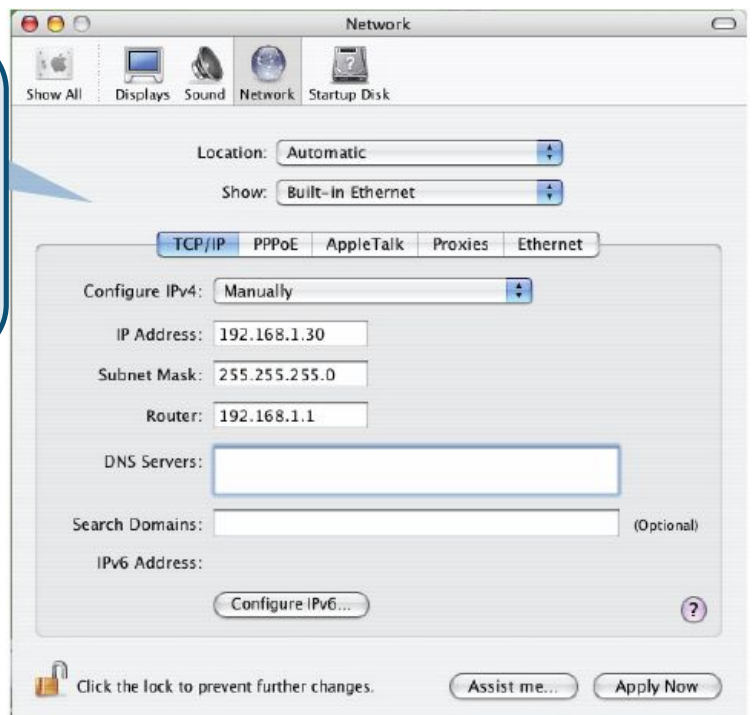 Network
Show All Displays Sound Network Startup Disk
Location: Automatic
Show: Built-in Ethernet
TCP/IP PPPoE AppleTalk Proxies Ethernet
Configure IPv4: Manually
IP Address: 192.168.1.30
Subnet Mask: 255.255.255.0
Router: 192.168.1.1
DNS Servers:
Search Domains: (Optional)
IPv6 Address:
Configure IPv6...
?
Click the lock to prevent further changes. Assist me... Apply Now